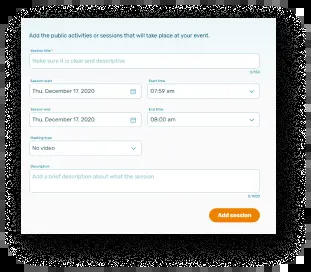 Add the public activities or sessions that will take place at your event.
Session title *
Make sure it is clear and descriptive
0/150
Session start
Start time
Thu, December 17, 2020
07:59 am
Session end
End time
Thu, December 17, 2020
08:00 am
Meeting type
No video
Description
Add a brief description about what the session
0/1000
Add session